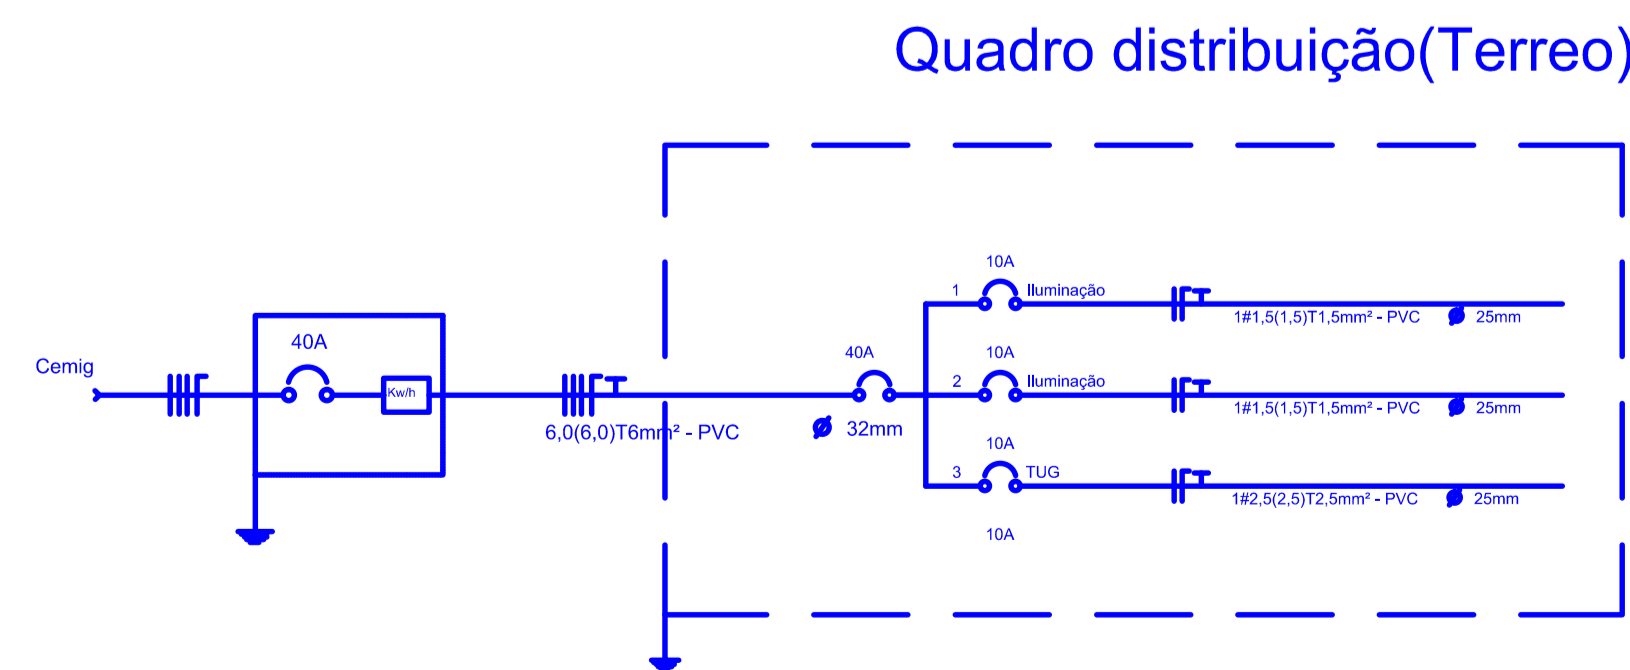 Quadro distribuição(Terreo)
Cemig
40A
Kw/h
6,0(6,0)T6mm² - PVC
40A
32mm
10A
1
Iluminação
1#1,5(1,5)T1,5mm² - PVC
25mm
10A
2
Iluminação
1#1,5(1,5)T1,5mm² - PVC
25mm
10A
3
TUG
1#2,5(2,5)T2,5mm² - PVC
25mm
10A